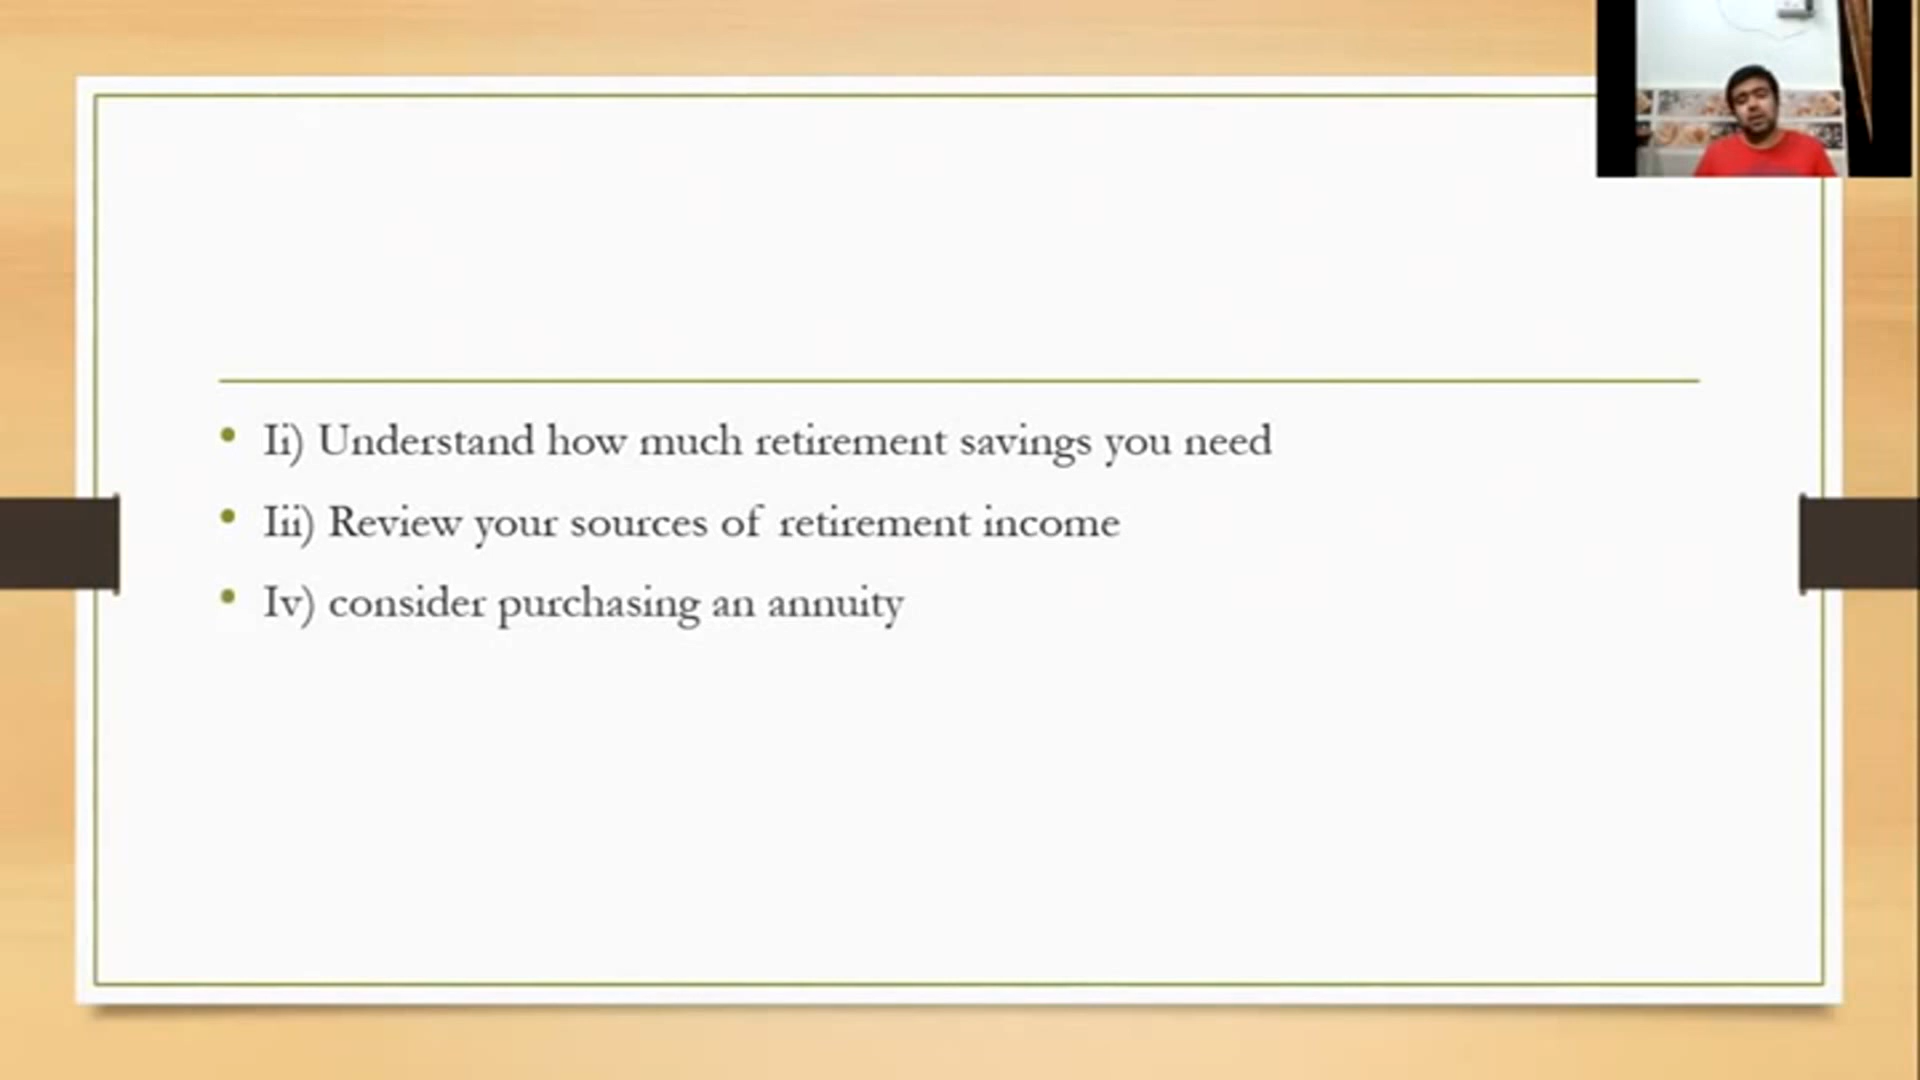 Ii) Understand how much retirement savings you need
Iii) Review your sources of retirement income
Iv) consider purchasing an annuity